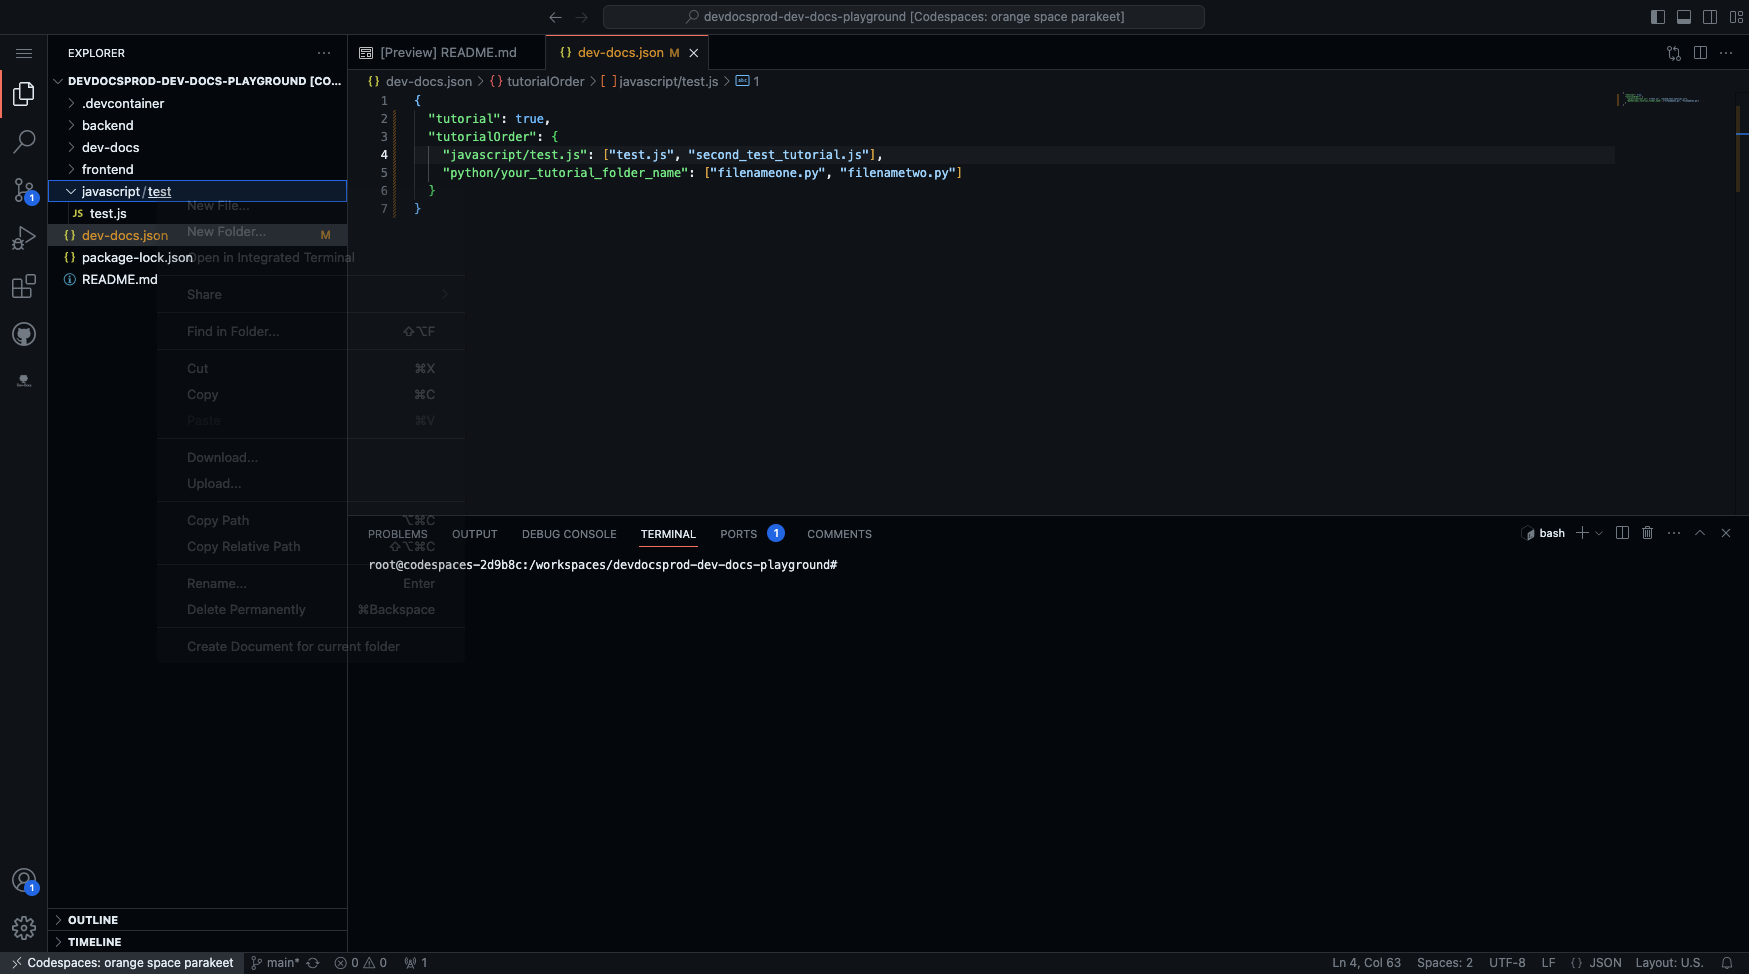 devdocsprod-dev-docs-playground [Codespaces: orange space parakeet]
EXPLORER
DEVDOCSPROD-DEV-DOCS-PLAYGROUND [CO...
.devcontainer
backend
dev-docs
frontend
javascript/test
JS test.js
{} dev-docs.json M
{} package-lock.json
README.md
New File...
New Folder...
Open in Integrated Terminal
Share
Find in Folder... ⇧⌥F
Cut ⌘X
Copy ⌘C
Paste ⌘V
Download...
Upload...
Copy Path ⌥⌘C
Copy Relative Path ⇧⌥⌘C
Rename... Enter
Delete Permanently ⌘Backspace
Create Document for current folder
OUTLINE
TIMELINE
1
1
[Preview] README.md
{} dev-docs.json M
{} dev-docs.json > {} tutorialOrder > [ ] javascript/test.js > abc 1
1 {
2 "tutorial": true,
3 "tutorialOrder": {
4 "javascript/test.js": ["test.js", "second_test_tutorial.js"],
5 "python/your_tutorial_folder_name": ["filenameone.py", "filenametwo.py"]
6 }
7 }
PROBLEMS OUTPUT DEBUG CONSOLE TERMINAL PORTS 1 COMMENTS
bash
root@codespaces-2d9b8c:/workspaces/devdocsprod-dev-docs-playground#
Codespaces: orange space parakeet main* 0 0 1
Ln 4, Col 63 Spaces: 2 UTF-8 LF {} JSON Layout: U.S.